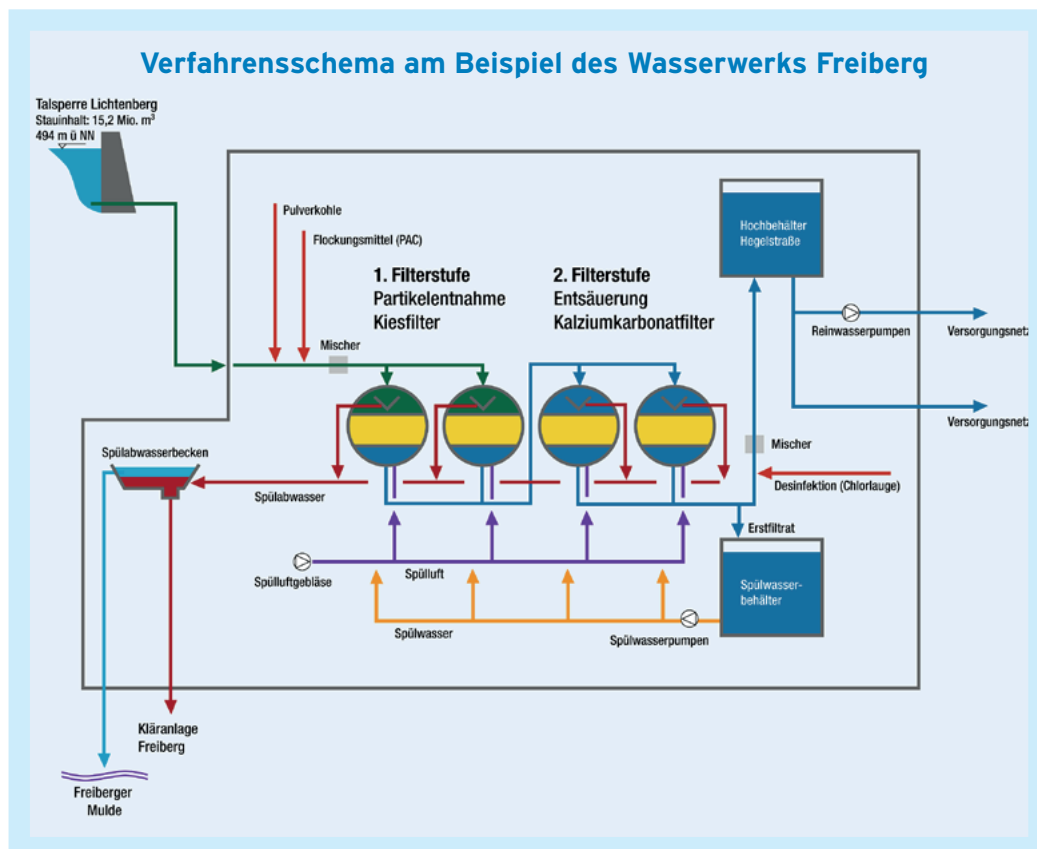 Verfahrensschema am Beispiel des Wasserwerks Freiberg
Talsperre Lichtenberg
Stauinhalt: 15,2 Mio. m³
494 m ü NN
Pulverkohle
Flockungsmittel (PAC)
1. Filterstufe
Partikelentnahme
Kiesfilter
2. Filterstufe
Entsäuerung
Kalziumkarbonatfilter
Hochbehälter
Hegelstraße
Reinwasserpumpen
Versorgungsnetz
Mischer
Versorgungsnetz
Mischer
Spülabwasserbecken
Spülabwasser
Desinfektion (Chlorlauge)
Erstfiltrat
Spülluftgebläse
Spülluft
Spülwasser-
behälter
Spülwasser
Spülwasserpumpen
Kläranlage
Freiberg
Freiberger
Mulde